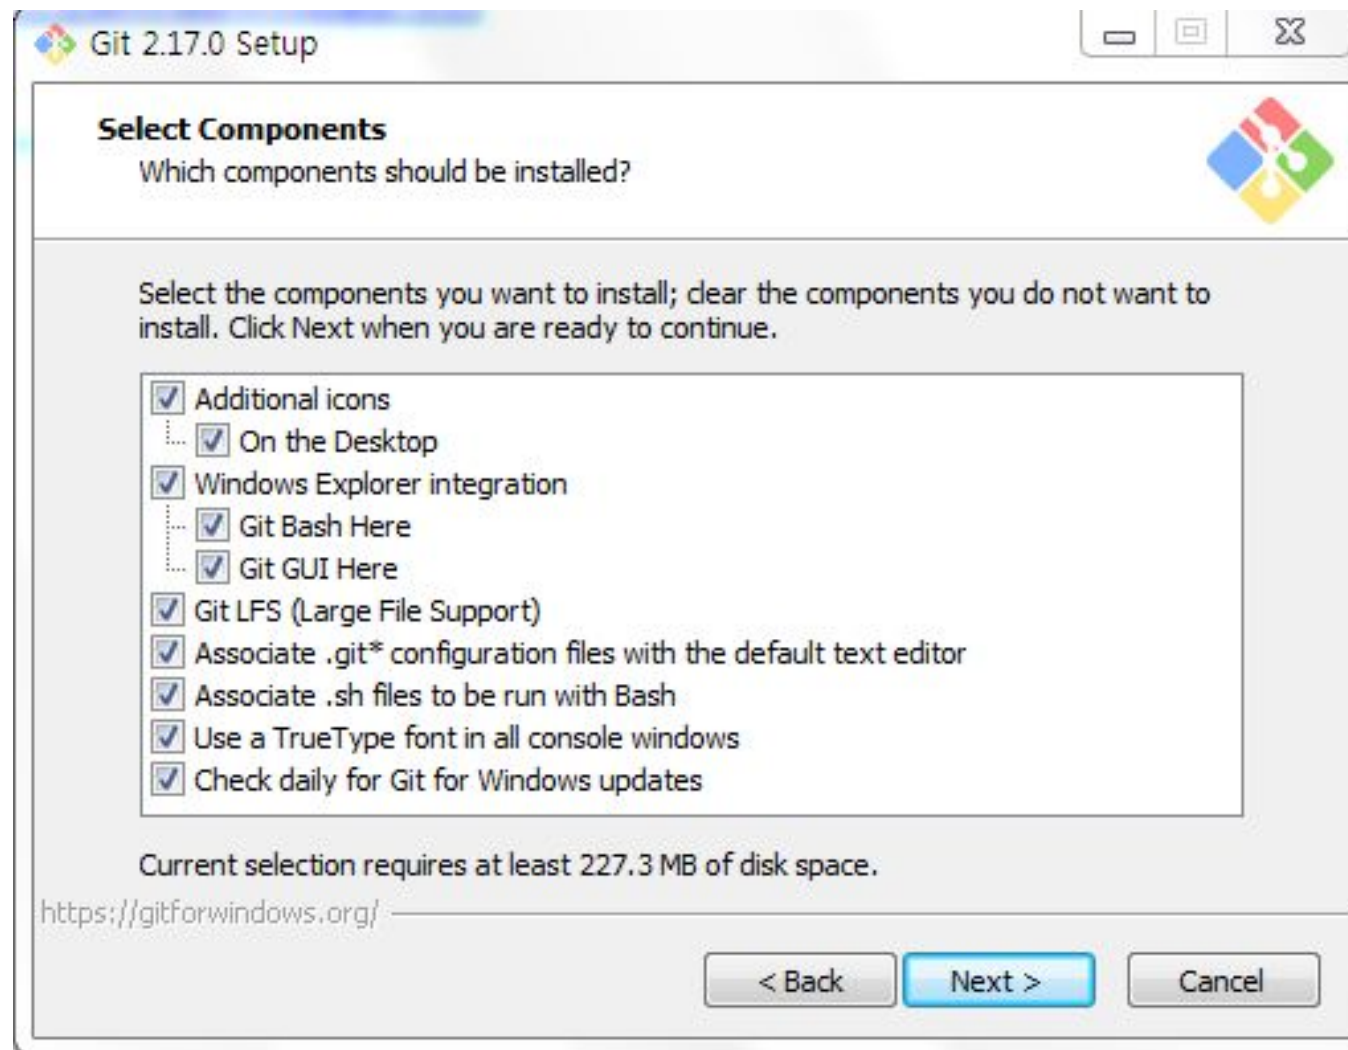 Git 2.17.0 Setup
Select Components
Which components should be installed?
Select the components you want to install; clear the components you do not want to
install. Click Next when you are ready to continue.
Additional icons
On the Desktop
Windows Explorer integration
Git Bash Here
Git GUI Here
Git LFS (Large File Support)
Associate .git* configuration files with the default text editor
Associate .sh files to be run with Bash
Use a TrueType font in all console windows
Check daily for Git for Windows updates
Current selection requires at least 227.3 MB of disk space.
https://gitforwindows.org/
< Back Next > Cancel